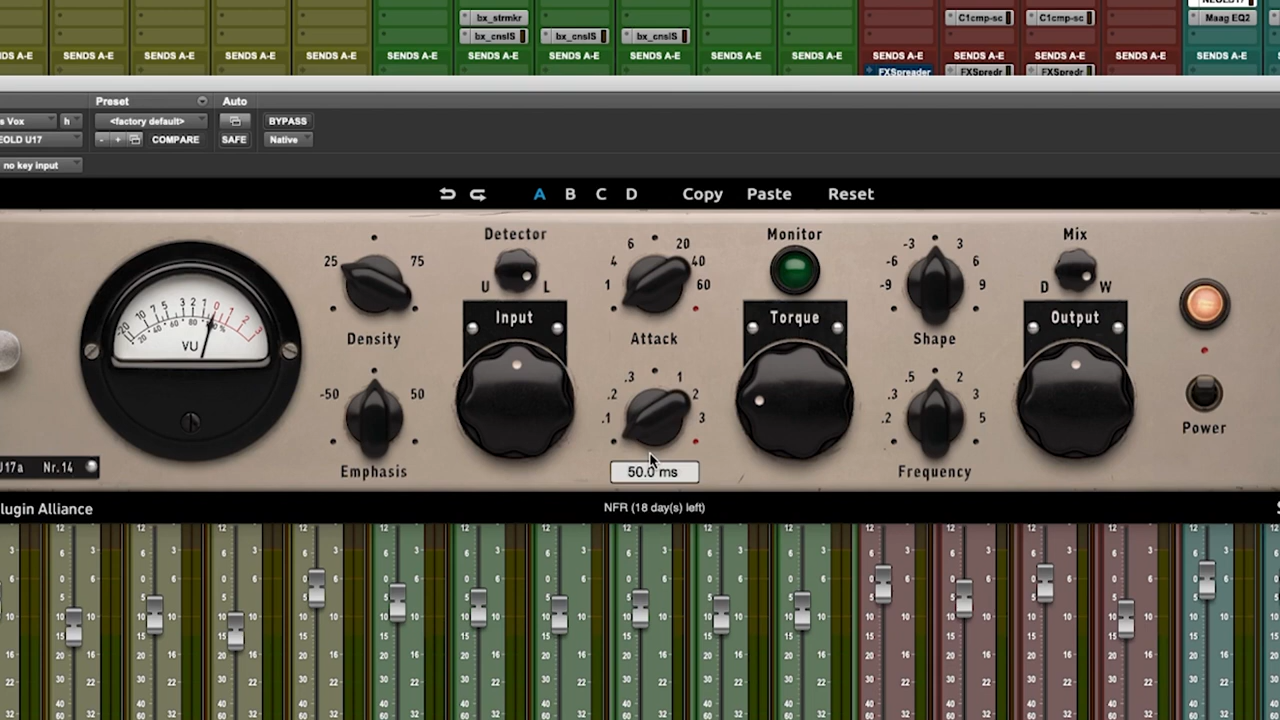 bx_strmkr
C1cmp-sc
C1cmp-sc
Maag EQ2
bx_cnslS
bx_cnslS
bx_cnslS
SENDS A-E
SENDS A-E
SENDS A-E
SENDS A-E
SENDS A-E
SENDS A-E
SENDS A-E
SENDS A-E
SENDS A-E
SENDS A-E
SENDS A-E
SENDS A-E
SENDS A-E
SENDS A-E
FXSpreader
FXSpredr
FXSpredr
Preset
Auto
s Vox
h
<factory default>
BYPASS
EOLD U17
- +
COMPARE
SAFE
Native
no key input
A B C D Copy Paste Reset
Detector
Monitor
Mix
25 75
U L
6 20
4 40
1 60
-3 3
-6 6
-9 9
D W
Input
Torque
Output
VU
Density
Attack
Shape
-50 50
.3 1
.2 2
.1 3
.5 2
.3 3
.2 5
Power
U17a Nr.14
Emphasis
50.0 ms
Frequency
lugin Alliance
NFR (18 day(s) left)